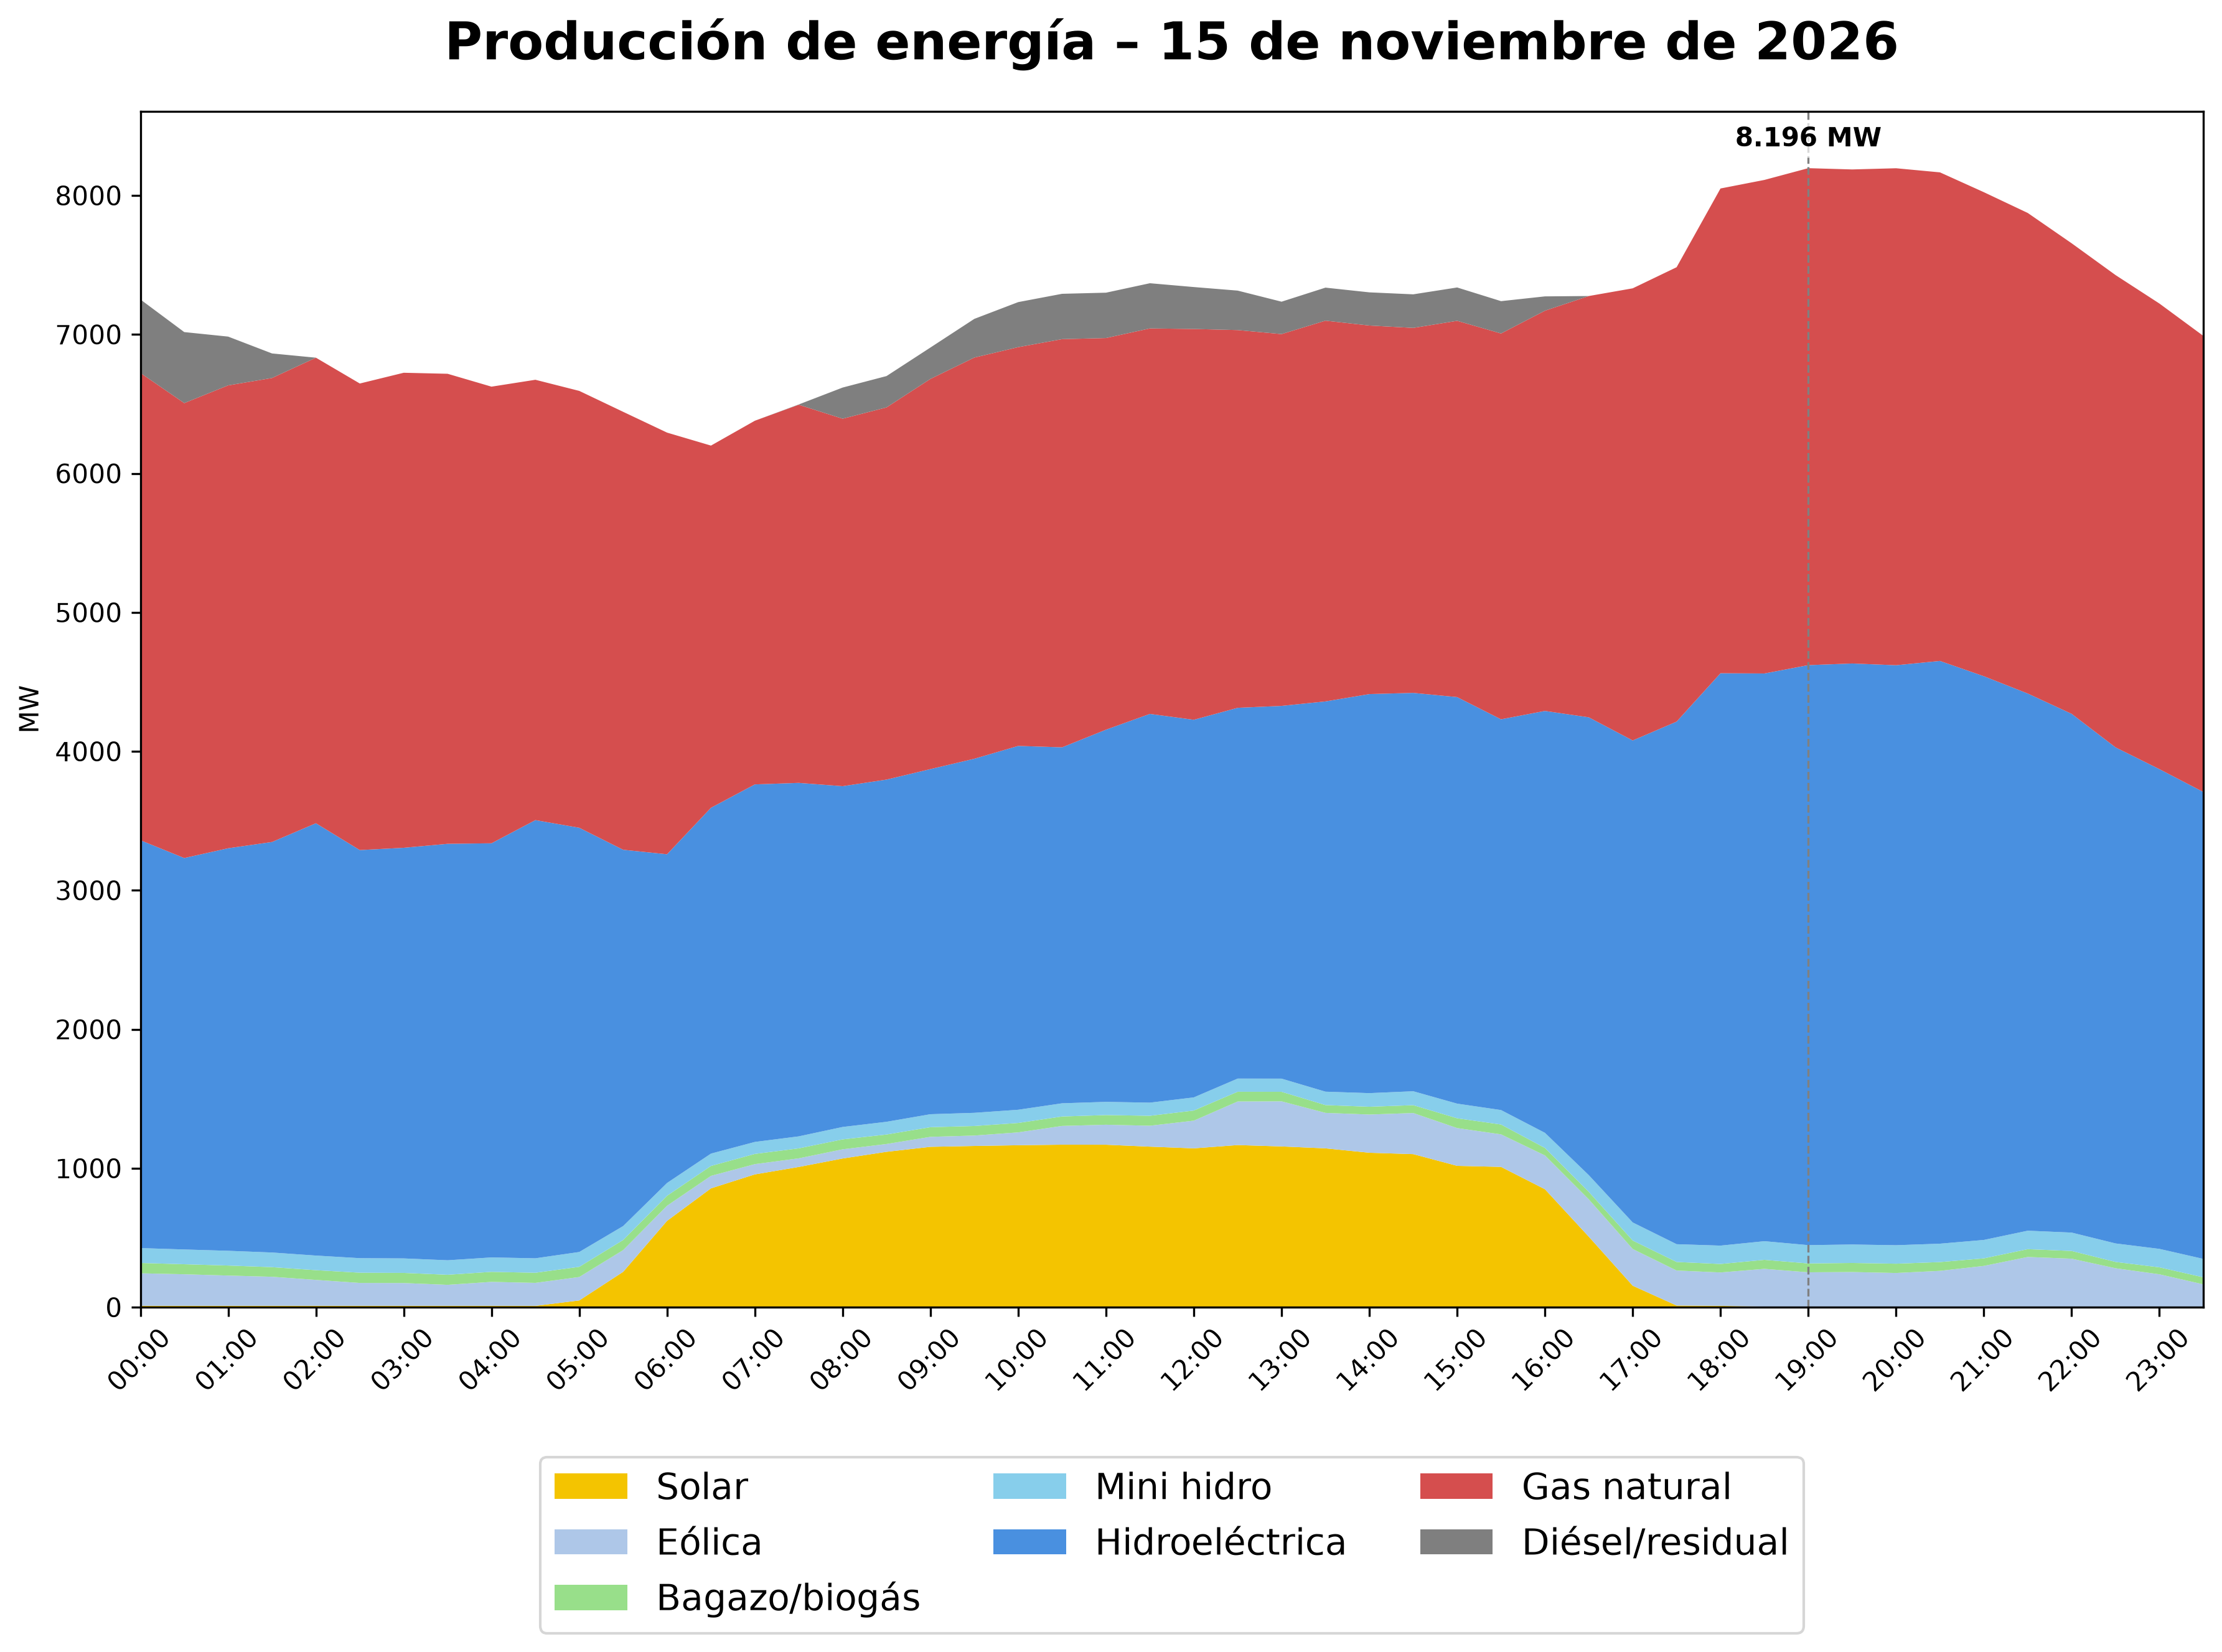 Producción de energía – 15 de noviembre de 2026
8.196 MW
8000
7000
6000
5000
4000
3000
2000
1000
0
MW
00:00 01:00 02:00 03:00 04:00 05:00 06:00 07:00 08:00 09:00 10:00 11:00 12:00 13:00 14:00 15:00 16:00 17:00 18:00 19:00 20:00 21:00 22:00 23:00
Solar Mini hidro Gas natural
Eólica Hidroeléctrica Diésel/residual
Bagazo/biogás